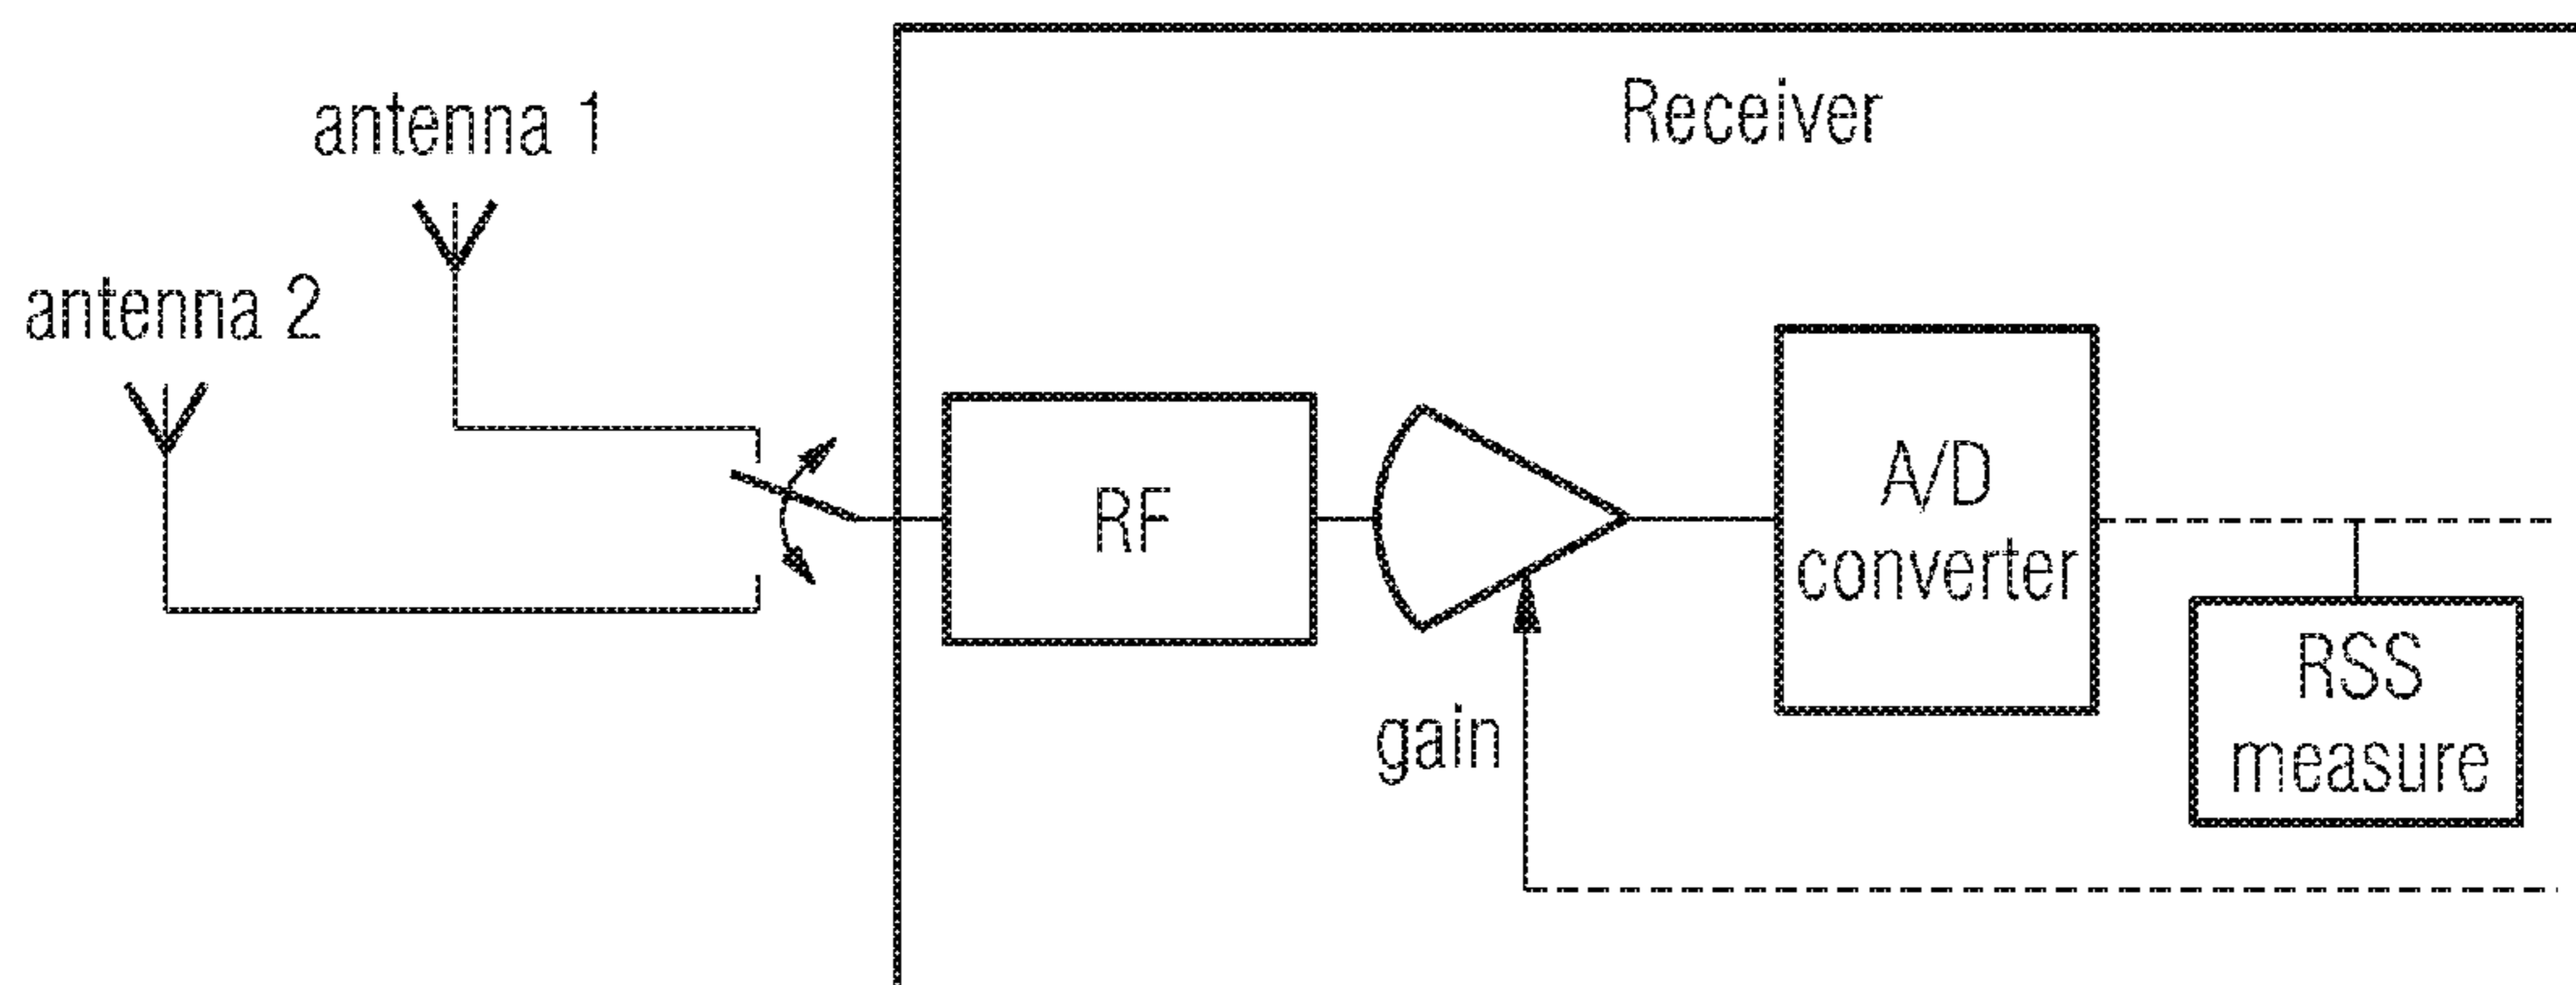 Receiver
antenna 1
antenna 2
RF
A/D
converter
gain
RSS
measure